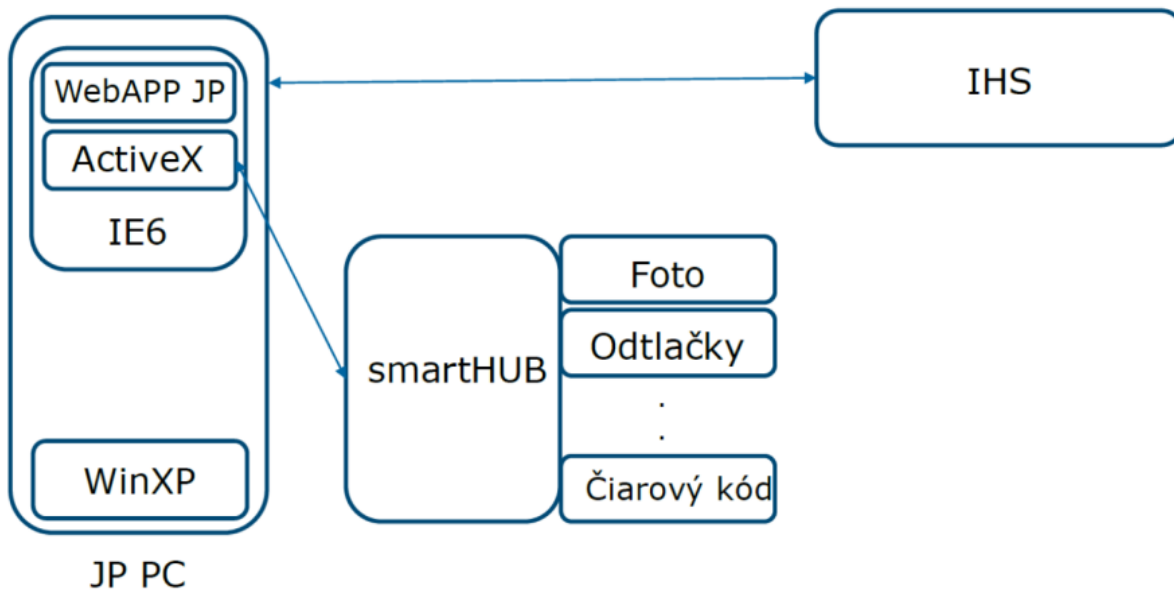 WebAPP JP
ActiveX
IE6
WinXP
JP PC
IHS
smartHUB
Foto
Odtlačky
.
.
Čiarový kód